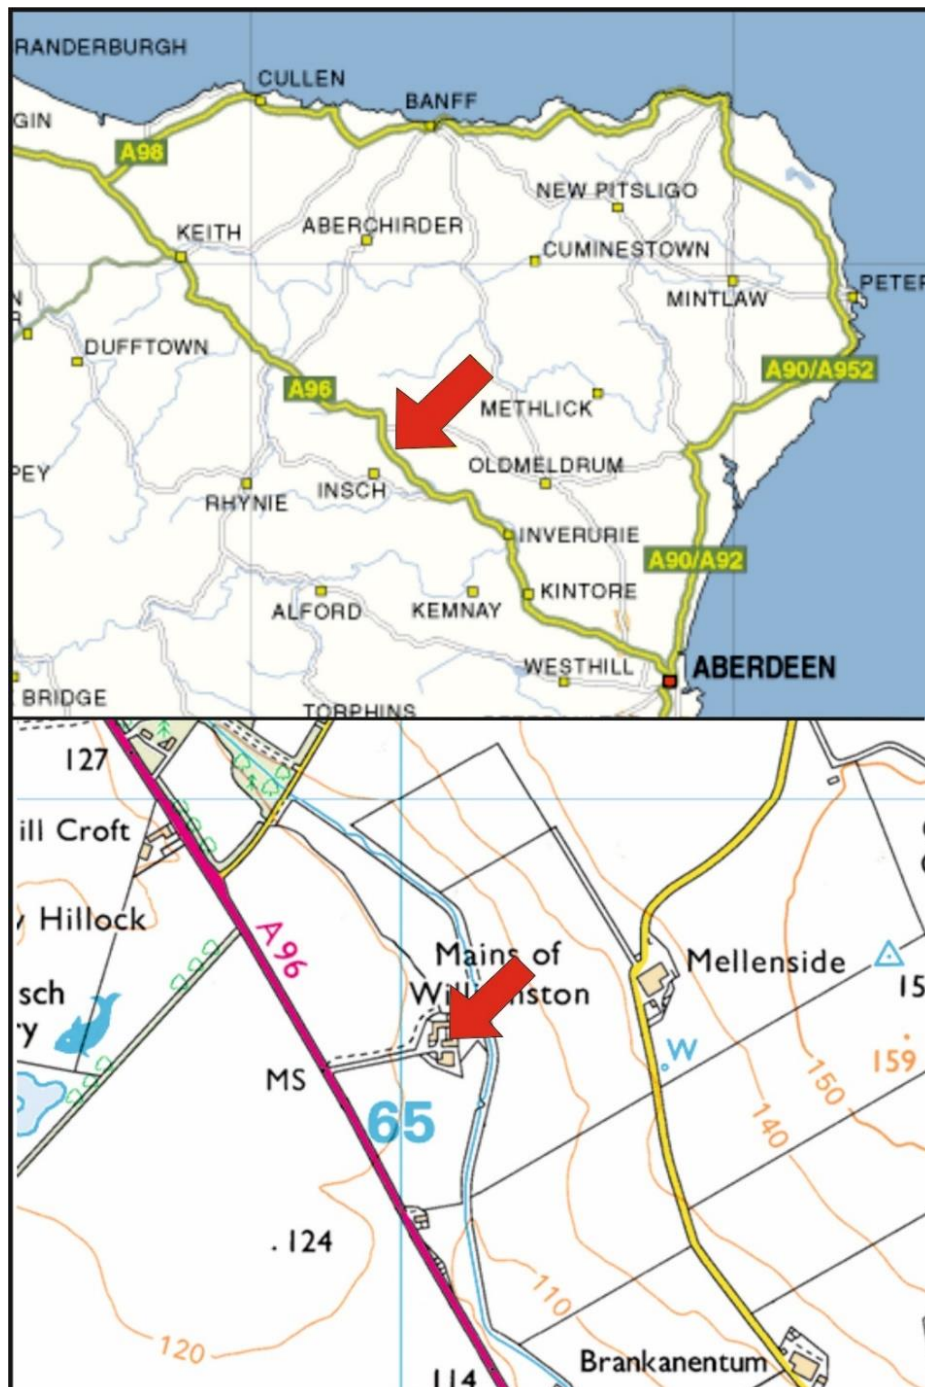 RANDERBURGH
CULLEN
BANFF
GIN
A98
NEW PITSLIGO
KEITH
ABERCHIRDER
CUMINESTOWN
N
R
MINTLAW
PETER
DUFFTOWN
A96
A90/A952
METHLICK
PEY
OLDMELDRUM
RHYNIE
INSCH
INVERURIE
A90/A92
ALFORD
KEMNAY
KINTORE
WESTHILL
ABERDEEN
BRIDGE
TORPHINS
127
ill Croft
y Hillock
A 96
Mains of
Mellenside
15
sch
ry
W
159
150
MS
65
140
124
110
120
Brankanentum
114